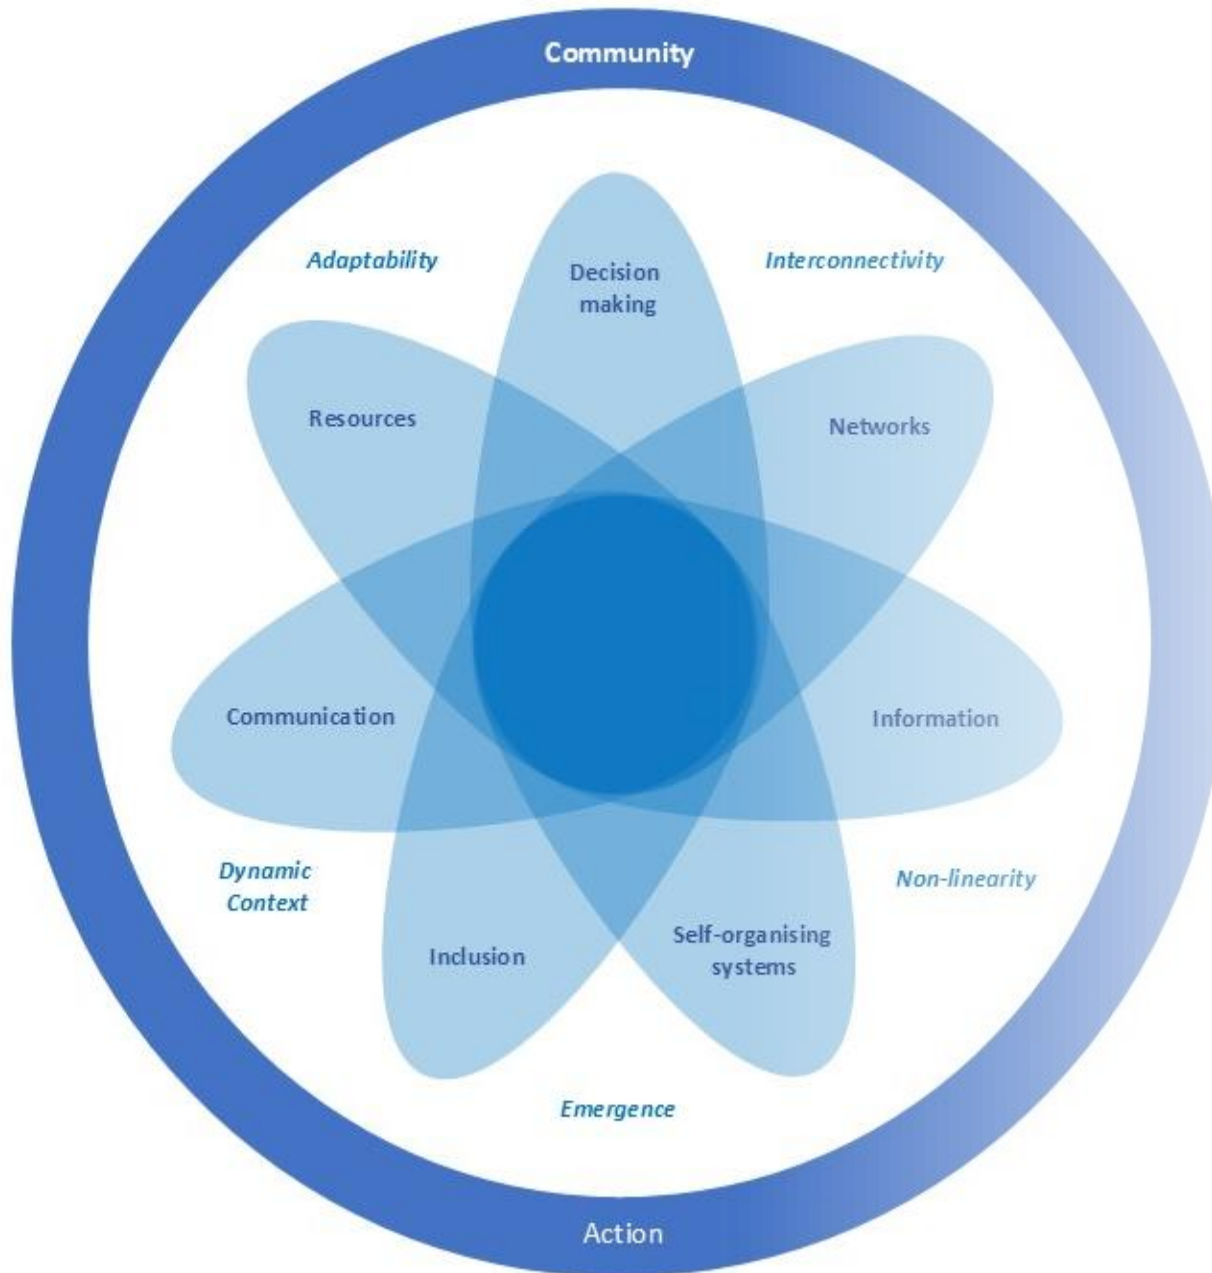 Community
Adaptability
Interconnectivity
Decision
making
Resources
Networks
Communication
Information
Dynamic
Context
Non-linearity
Inclusion
Self-organising
systems
Emergence
Action